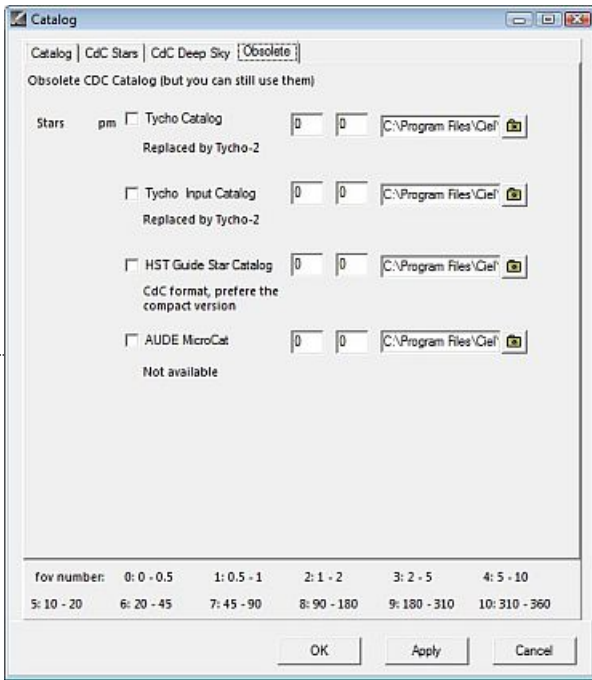 Catalog
Catalog CdC Stars CdC Deep Sky Obsolete
Obsolete CDC Catalog (but you can still use them)
Stars pm Tycho Catalog 0 0 C:\Program Files\Ciel'
Replaced by Tycho-2
Tycho Input Catalog 0 0 C:\Program Files\Ciel'
Replaced by Tycho-2
HST Guide Star Catalog 0 0 C:\Program Files\Ciel'
CdC format, prefere the
compact version
AUDE MicroCat 0 0 C:\Program Files\Ciel'
Not available
fov number: 0: 0 - 0.5 1: 0.5 - 1 2: 1 - 2 3: 2 - 5 4: 5 - 10
5: 10 - 20 6: 20 - 45 7: 45 - 90 8: 90 - 180 9: 180 - 310 10: 310 - 360
OK Apply Cancel